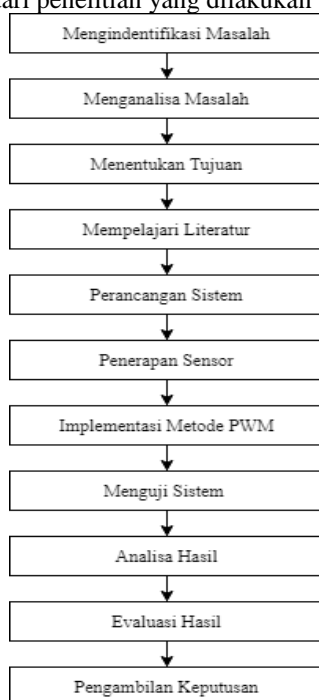 dari penelitian yang dilakukan
Mengindentifikasi Masalah
Menganalisa Masalah
Menentukan Tujuan
Mempelajari Literatur
Perancangan Sistem
Penerapan Sensor
Implementasi Metode PWM
Menguji Sistem
Analisa Hasil
Evaluasi Hasil
Pengambilan Keputusan